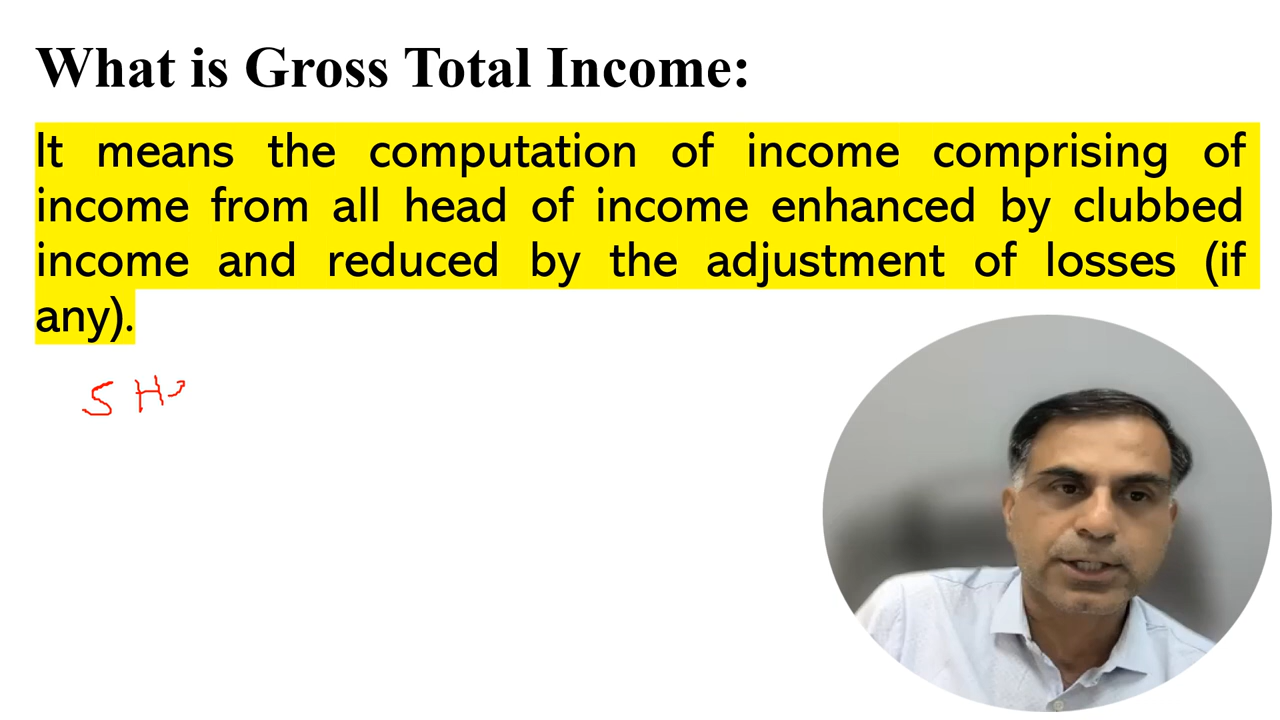 What is Gross Total Income:
It means the computation of income comprising of
income from all head of income enhanced by clubbed
income and reduced by the adjustment of losses (if
any).
5 H